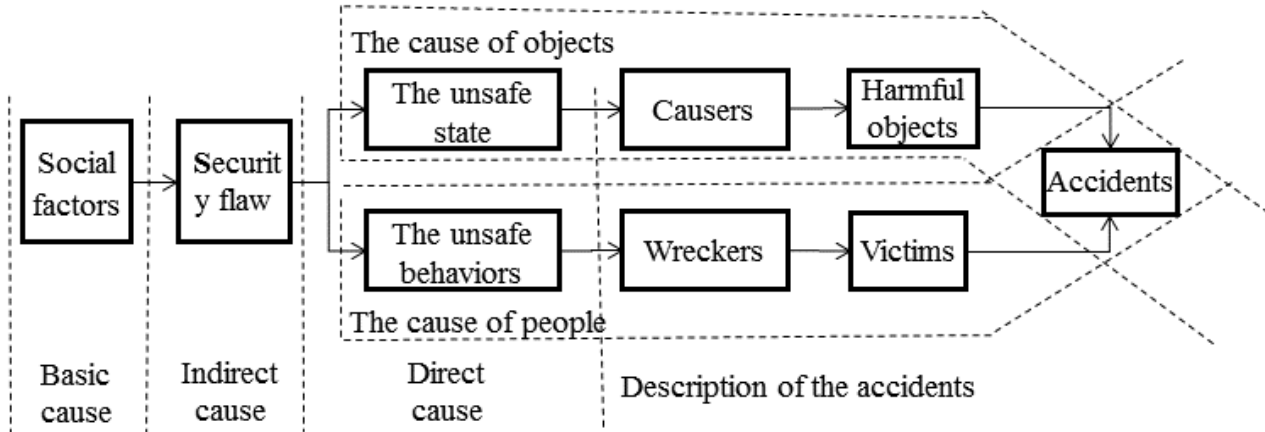 The cause of objects
The unsafe
state
Causers
Harmful
objects
Social
factors
Securit
y flaw
Accidents
The unsafe
behaviors
Wreckers
Victims
The cause of people
Basic
cause
Indirect
cause
Direct
cause
Description of the accidents